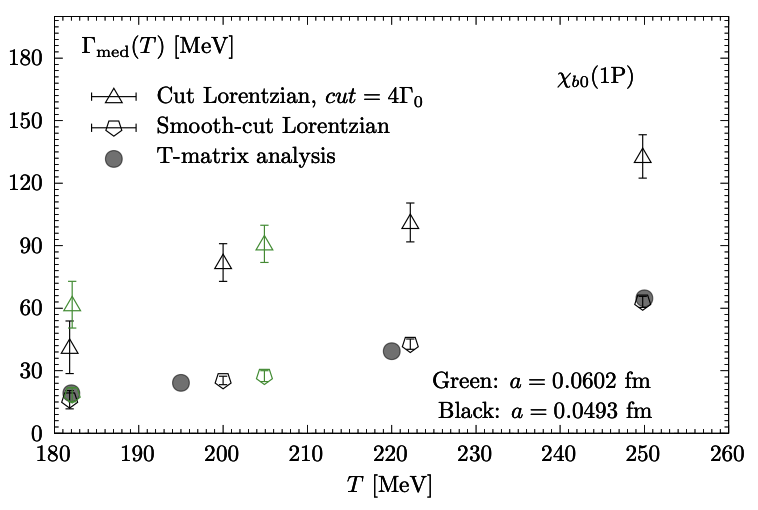 Γmed(T) [MeV]
χb0(1P)
Cut Lorentzian, cut = 4Γ0
Smooth-cut Lorentzian
T-matrix analysis
180
150
120
90
60
30
0
Green: a = 0.0602 fm
Black: a = 0.0493 fm
180 190 200 210 220 230 240 250 260
T [MeV]